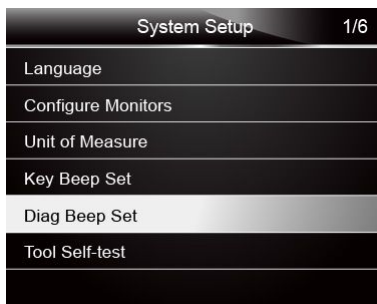 System Setup 1/6
Language
Configure Monitors
Unit of Measure
Key Beep Set
Diag Beep Set
Tool Self-test